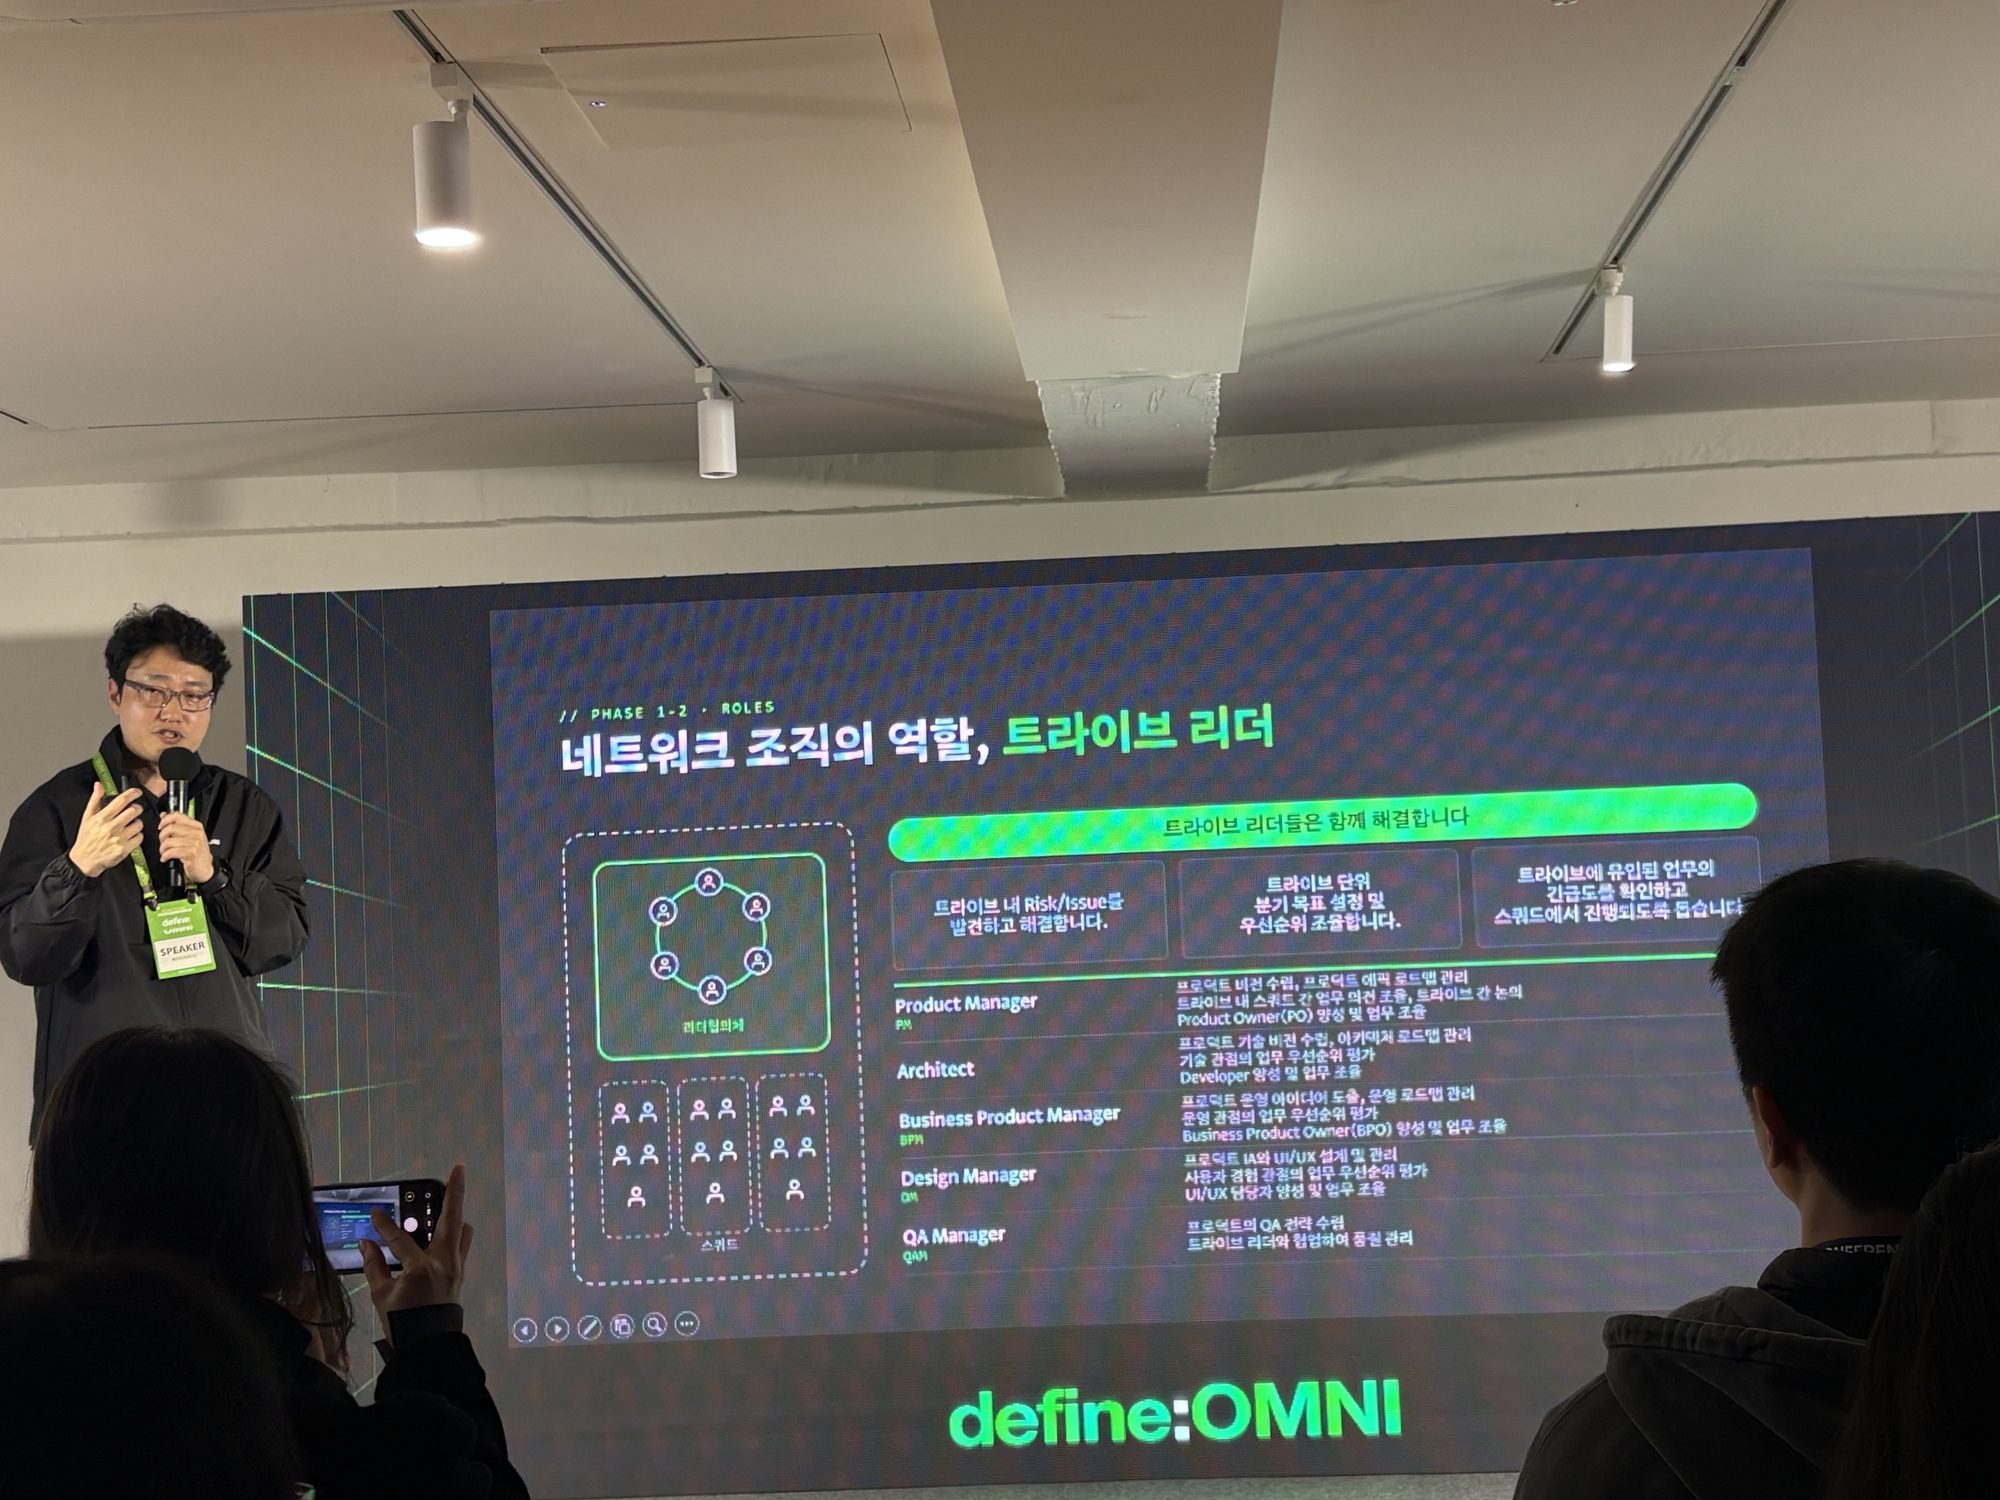 // PHASE 1-2 · ROLES
네트워크 조직의 역할, 트라이브 리더
트라이브 리더들은 함께 해결합니다
트라이브 내 Risk/Issue를
발견하고 해결합니다.
트라이브 단위
분기 목표 설정 및
우선순위 조율합니다.
트라이브에 유입된 업무의
긴급도를 확인하고
스쿼드에서 진행되도록 돕습니다
리더협의체
스쿼드
Product Manager
PM
프로덕트 비전 수립, 프로덕트 에픽 로드맵 관리
트라이브 내 스쿼드 간 업무 의견 조율, 트라이브 간 논의
Product Owner(PO) 양성 및 업무 조율
Architect
프로덕트 기술 비전 수립, 아키텍처 로드맵 관리
기술 관점의 업무 우선순위 평가
Developer 양성 및 업무 조율
Business Product Manager
BPM
프로덕트 운영 아이디어 도출, 운영 로드맵 관리
운영 관점의 업무 우선순위 평가
Business Product Owner(BPO) 양성 및 업무 조율
Design Manager
DM
프로덕트 IA와 UI/UX 설계 및 관리
사용자 경험 관점의 업무 우선순위 평가
UI/UX 담당자 양성 및 업무 조율
QA Manager
QAM
프로덕트의 QA 전략 수립
트라이브 리더와 협업하여 품질 관리
define:OMNI
define:
OMNI
SPEAKER